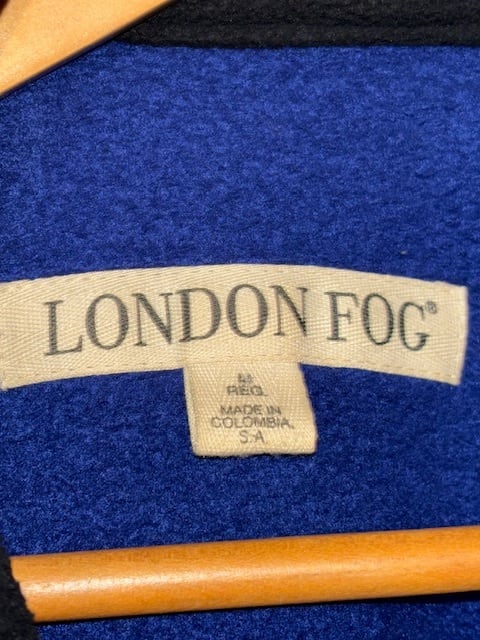 LONDON FOG®
M
REG.
MADE IN
COLOMBIA,
S.A